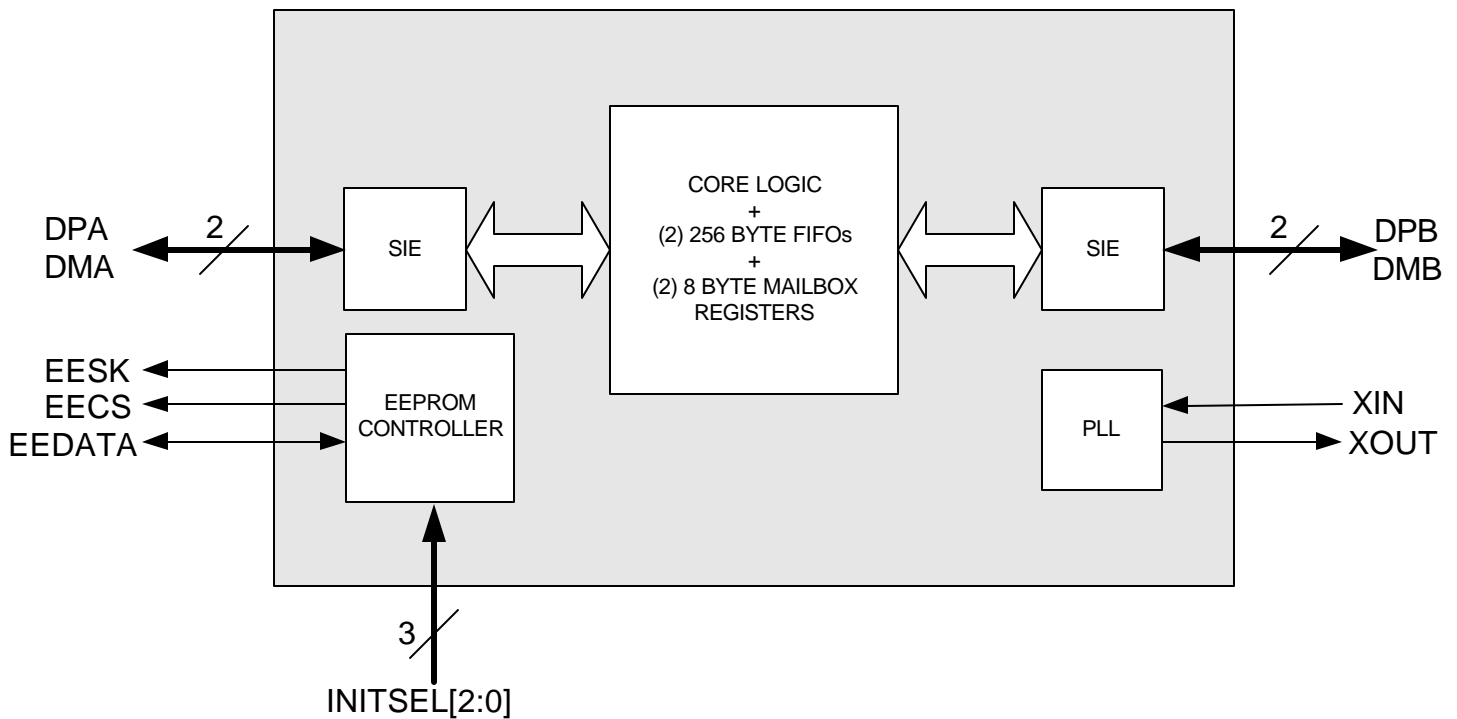 DPA
DMA
2
SIE
CORE LOGIC
+
(2) 256 BYTE FIFOs
+
(2) 8 BYTE MAILBOX
REGISTERS
SIE
2
DPB
DMB
EESK
EECS
EEDATA
EEPROM
CONTROLLER
PLL
XIN
XOUT
3
INITSEL[2:0]